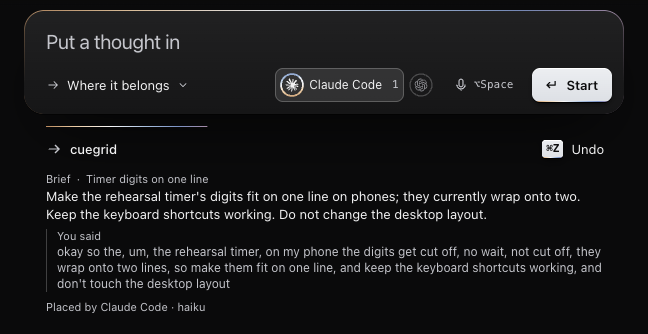 Put a thought in
→ Where it belongs
Claude Code 1
⌥Space
↵ Start
→ cuegrid
⌘Z Undo
Brief · Timer digits on one line
Make the rehearsal timer's digits fit on one line on phones; they currently wrap onto two.
Keep the keyboard shortcuts working. Do not change the desktop layout.
You said
okay so the, um, the rehearsal timer, on my phone the digits get cut off, no wait, not cut off, they
wrap onto two lines, so make them fit on one line, and keep the keyboard shortcuts working, and
don't touch the desktop layout
Placed by Claude Code · haiku